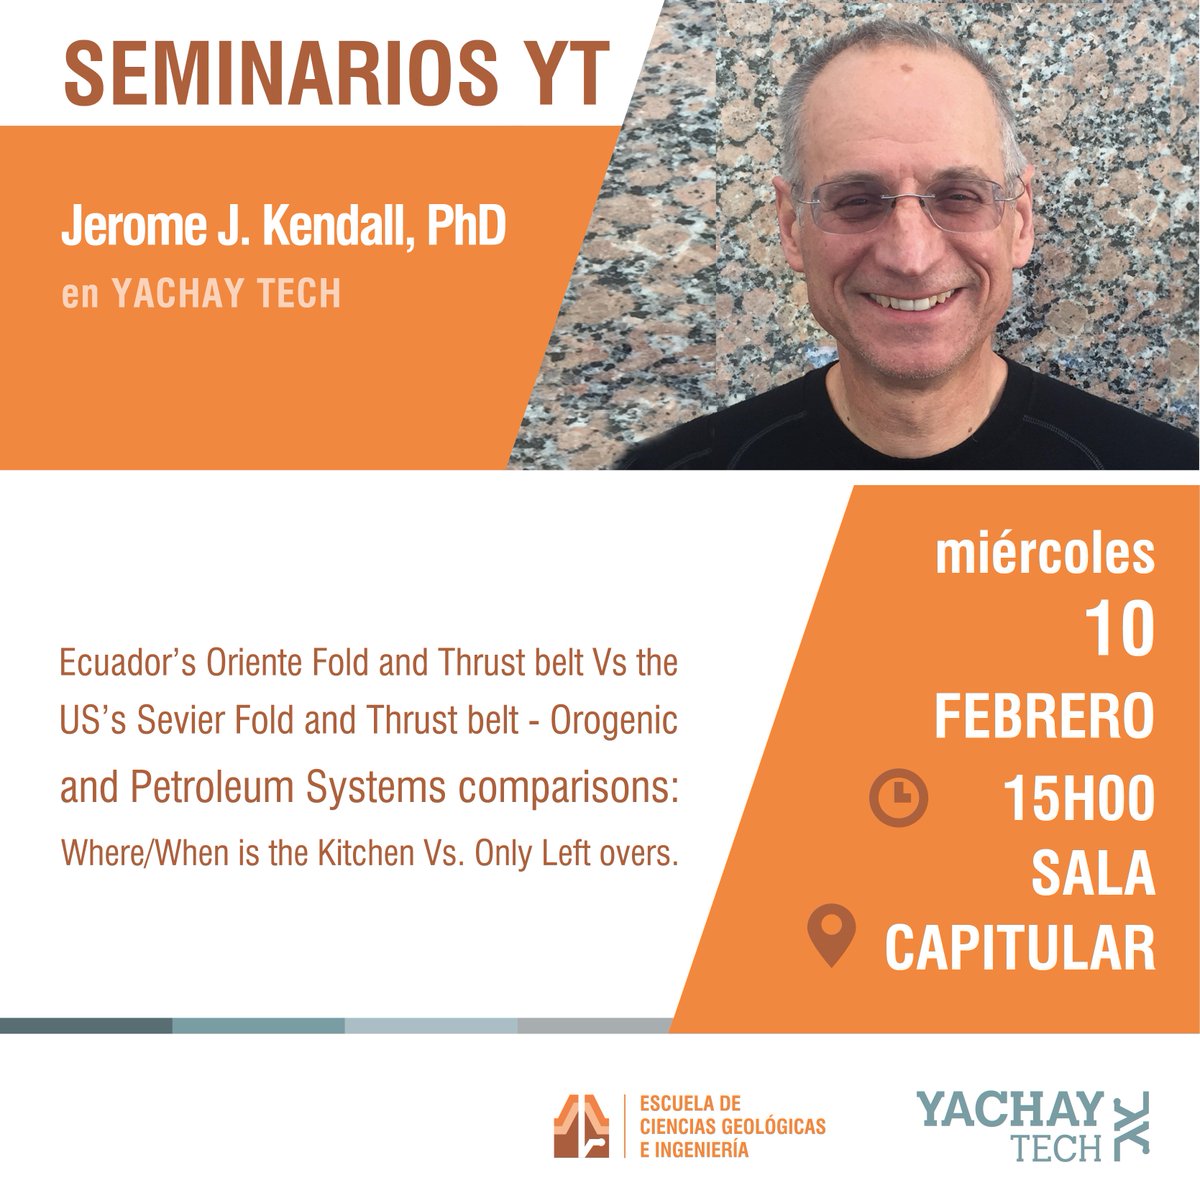 SEMINARIOS YT
Jerome J. Kendall, PhD
en YACHAY TECH
Ecuador’s Oriente Fold and Thrust belt Vs the
US’s Sevier Fold and Thrust belt - Orogenic
and Petroleum Systems comparisons:
Where/When is the Kitchen Vs. Only Left overs.
miércoles
10
FEBRERO
15H00
SALA
CAPITULAR
ESCUELA DE
CIENCIAS GEOLÓGICAS
E INGENIERÍA
YACHAY
TECH